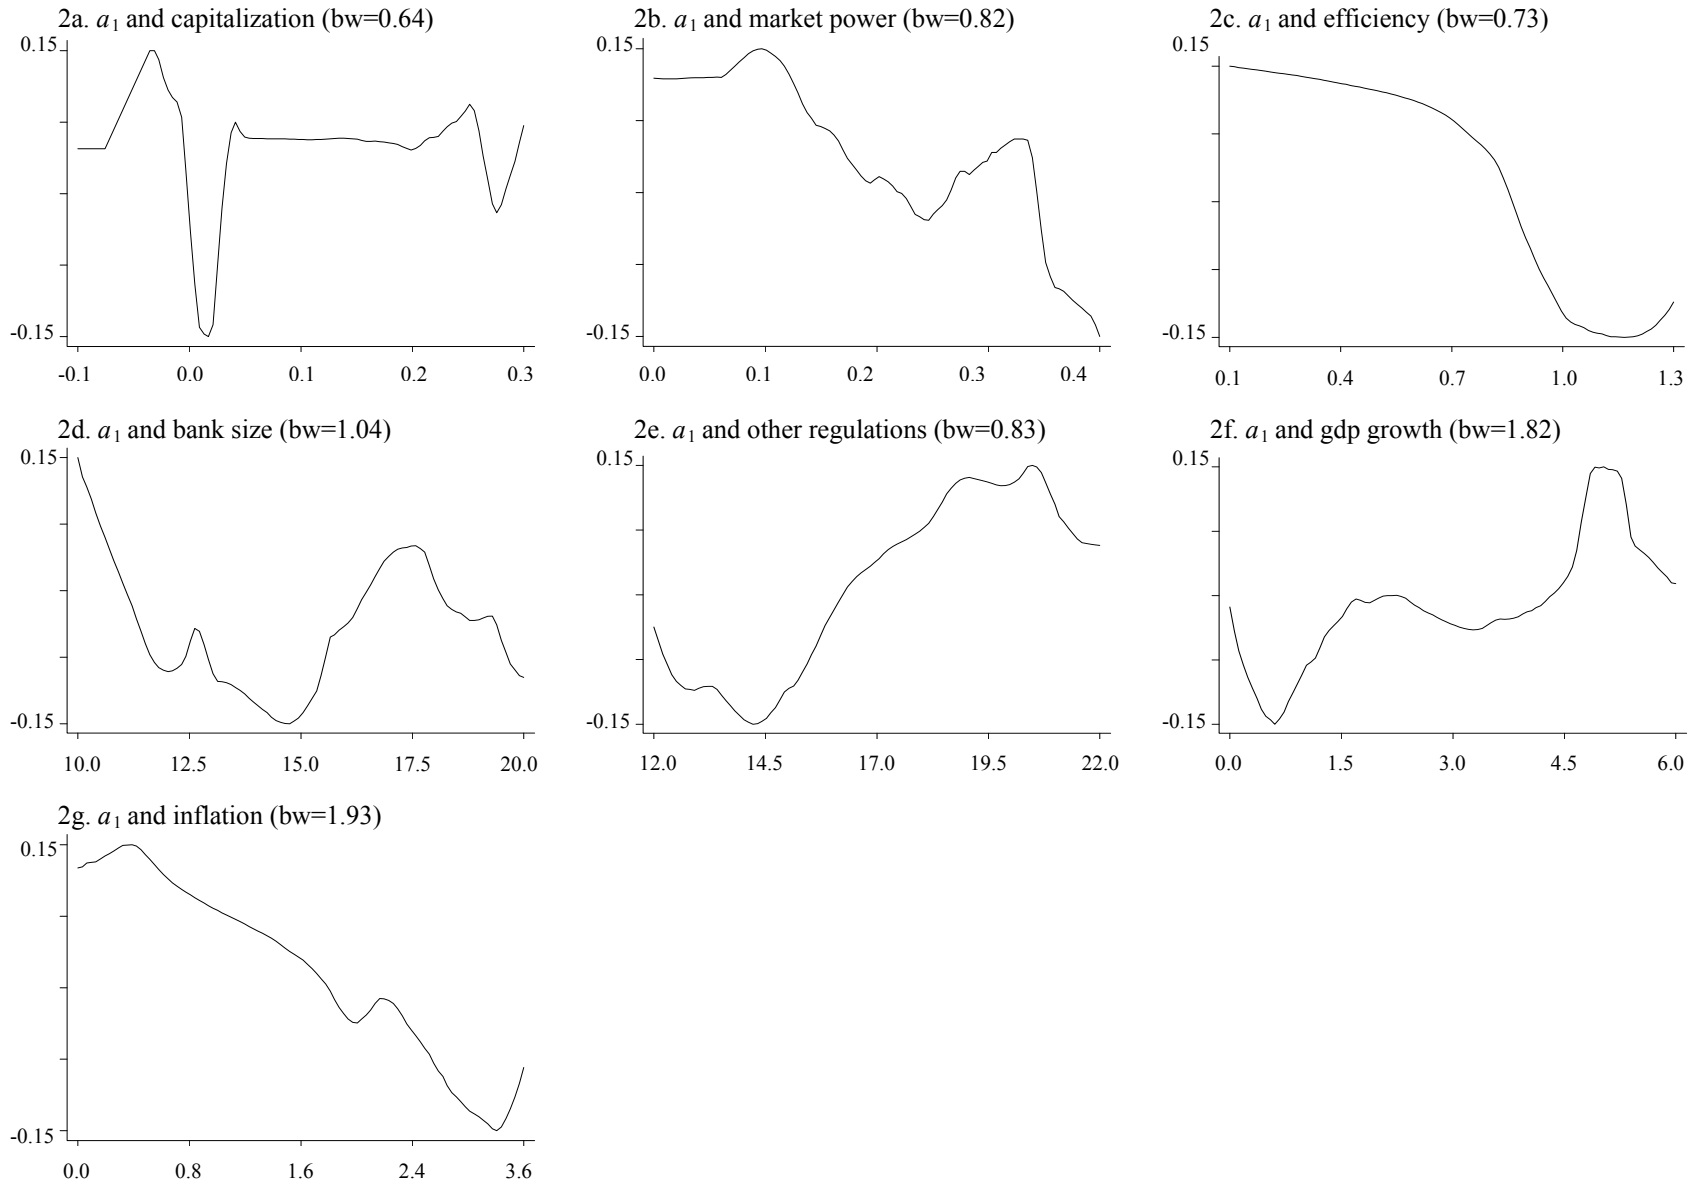 2a. a1 and capitalization (bw=0.64)
0.15
-0.15
-0.1 0.0 0.1 0.2 0.3
2b. a1 and market power (bw=0.82)
0.15
-0.15
0.0 0.1 0.2 0.3 0.4
2c. a1 and efficiency (bw=0.73)
0.15
-0.15
0.1 0.4 0.7 1.0 1.3
2d. a1 and bank size (bw=1.04)
0.15
-0.15
10.0 12.5 15.0 17.5 20.0
2e. a1 and other regulations (bw=0.83)
0.15
-0.15
12.0 14.5 17.0 19.5 22.0
2f. a1 and gdp growth (bw=1.82)
0.15
-0.15
0.0 1.5 3.0 4.5 6.0
2g. a1 and inflation (bw=1.93)
0.15
-0.15
0.0 0.8 1.6 2.4 3.6